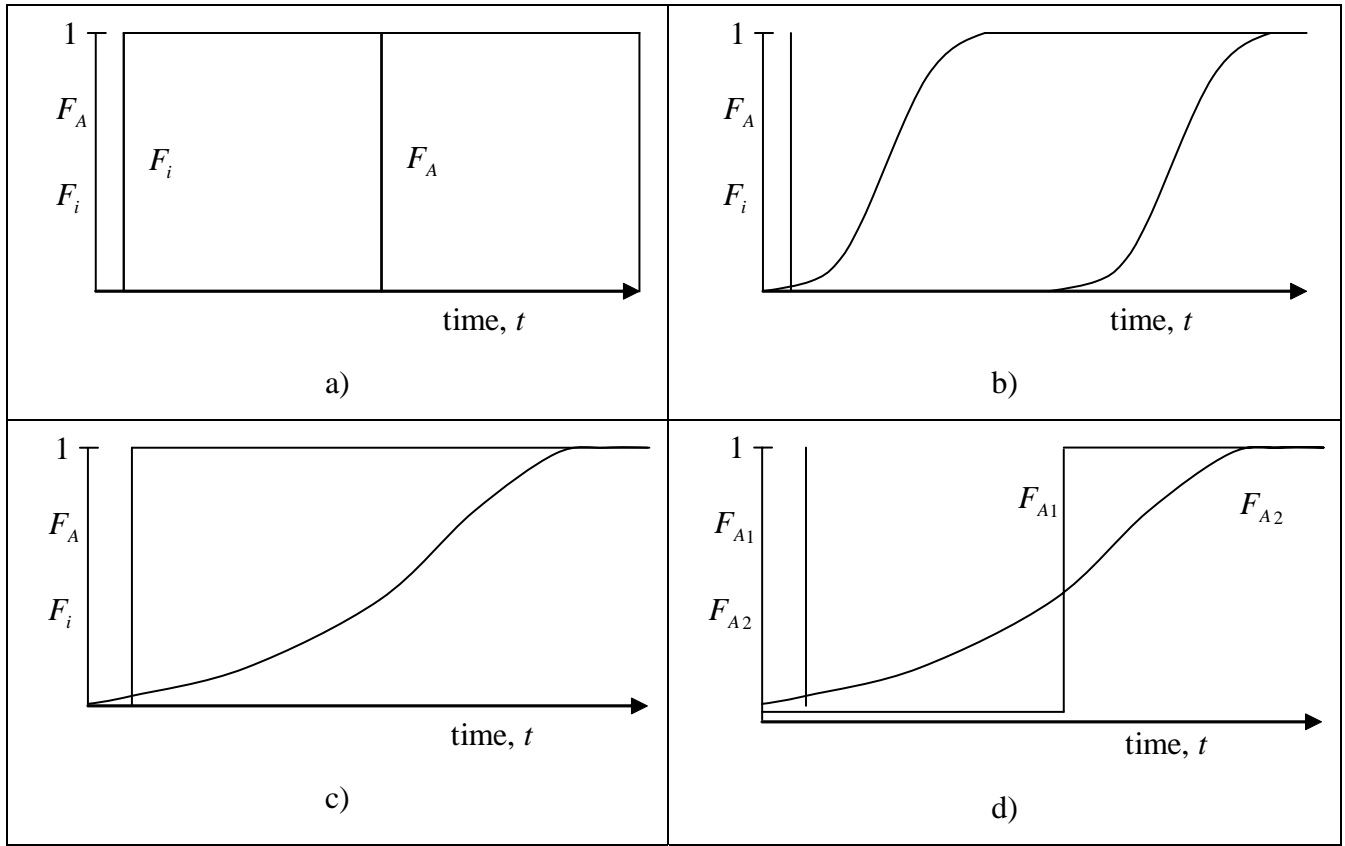 1
F_A
F_i
F_i
F_A
time, t
a)
1
F_A
F_i
time, t
b)
1
F_A
F_i
time, t
c)
1
F_A1
F_A2
F_A1
F_A2
time, t
d)